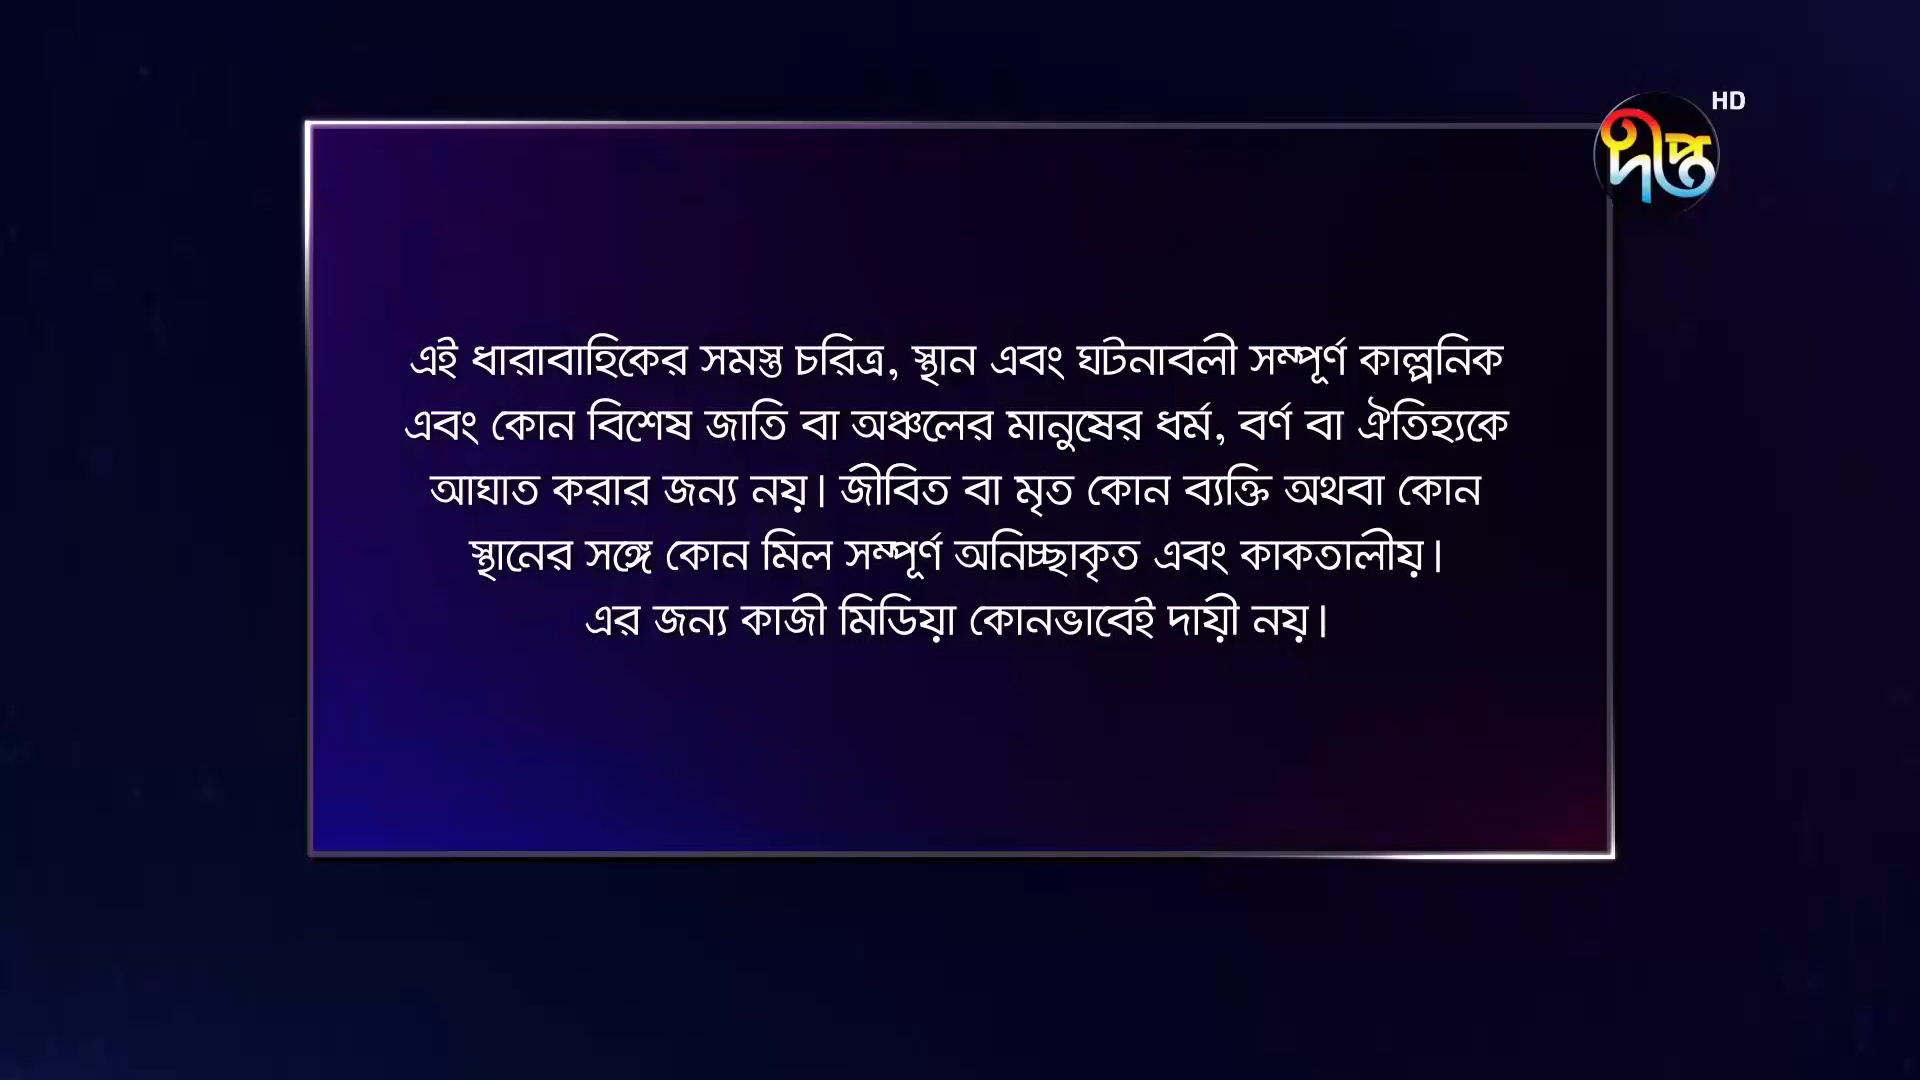 HD
দীপ্ত
এই ধারাবাহিকের সমস্ত চরিত্র, স্থান এবং ঘটনাবলী সম্পূর্ণ কাল্পনিক
এবং কোন বিশেষ জাতি বা অঞ্চলের মানুষের ধর্ম, বর্ণ বা ঐতিহ্যকে
আঘাত করার জন্য নয়। জীবিত বা মৃত কোন ব্যক্তি অথবা কোন
স্থানের সঙ্গে কোন মিল সম্পূর্ণ অনিচ্ছাকৃত এবং কাকতালীয়।
এর জন্য কাজী মিডিয়া কোনভাবেই দায়ী নয়।